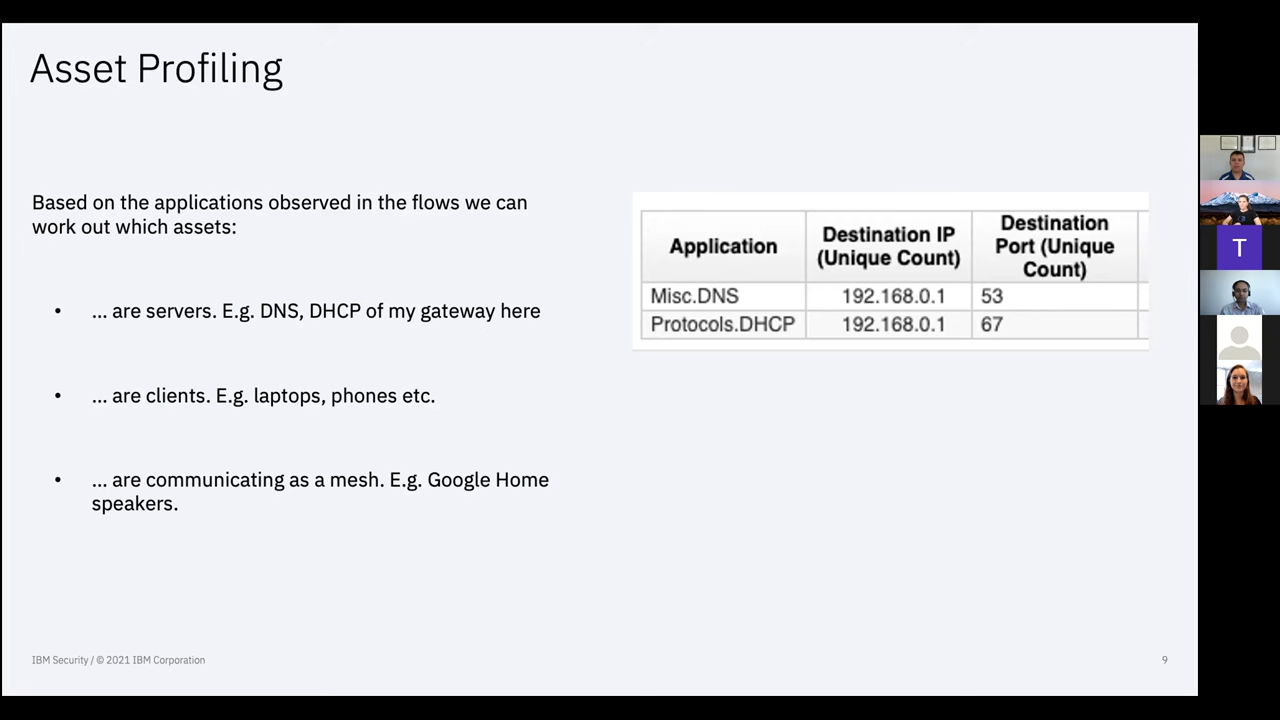 Asset Profiling
Based on the applications observed in the flows we can
work out which assets:
• ... are servers. E.g. DNS, DHCP of my gateway here
• ... are clients. E.g. laptops, phones etc.
• ... are communicating as a mesh. E.g. Google Home
speakers.
Application Destination IP (Unique Count) Destination Port (Unique Count)
Misc.DNS 192.168.0.1 53
Protocols.DHCP 192.168.0.1 67
T
IBM Security / © 2021 IBM Corporation
9